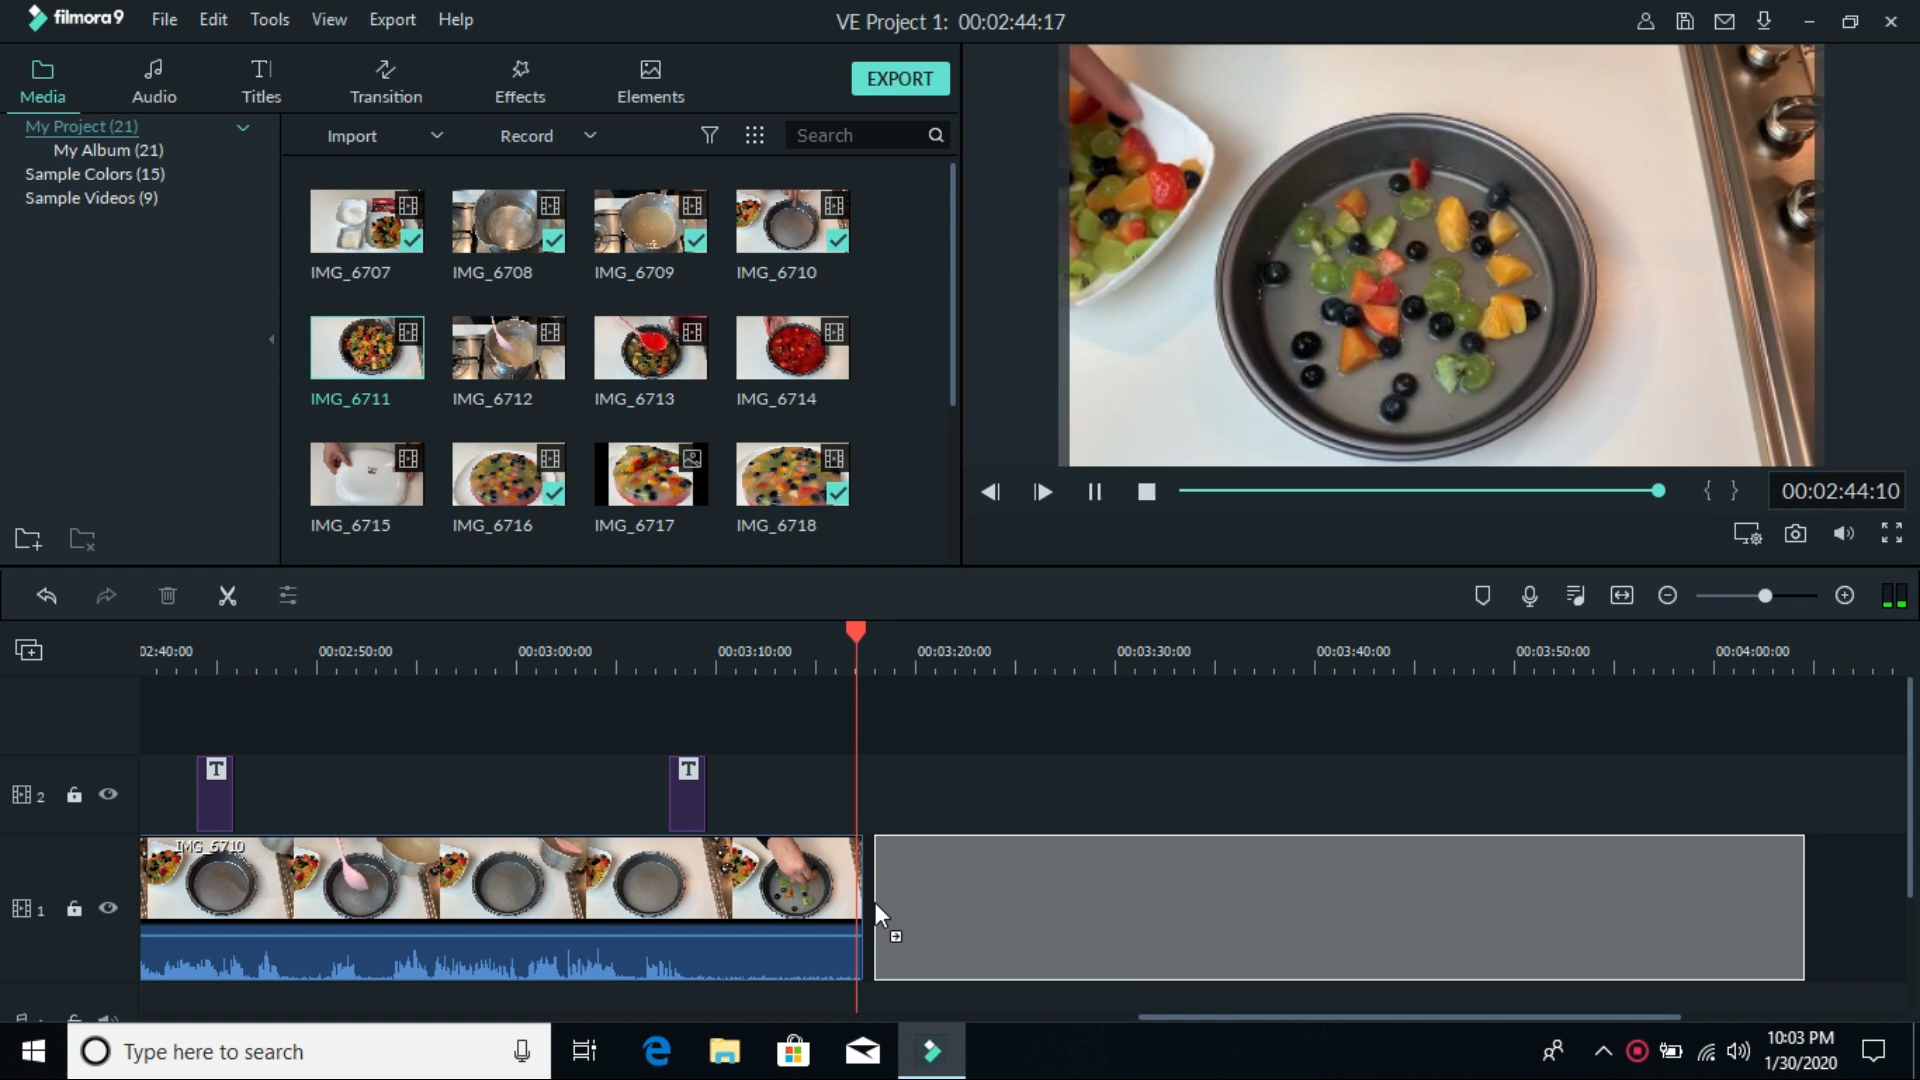 filmora9
File Edit Tools View Export Help
VE Project 1: 00:02:44:17
Media Audio Titles Transition Effects Elements
EXPORT
My Project (21)
My Album (21)
Sample Colors (15)
Sample Videos (9)
Import Record Search
IMG_6707 IMG_6708 IMG_6709 IMG_6710
IMG_6711 IMG_6712 IMG_6713 IMG_6714
IMG_6715 IMG_6716 IMG_6717 IMG_6718
{ } 00:02:44:10
02:40:00 00:02:50:00 00:03:00:00 00:03:10:00 00:03:20:00 00:03:30:00 00:03:40:00 00:03:50:00 00:04:00:00
T T
2
IMG_6710
1
Type here to search
10:03 PM
1/30/2020